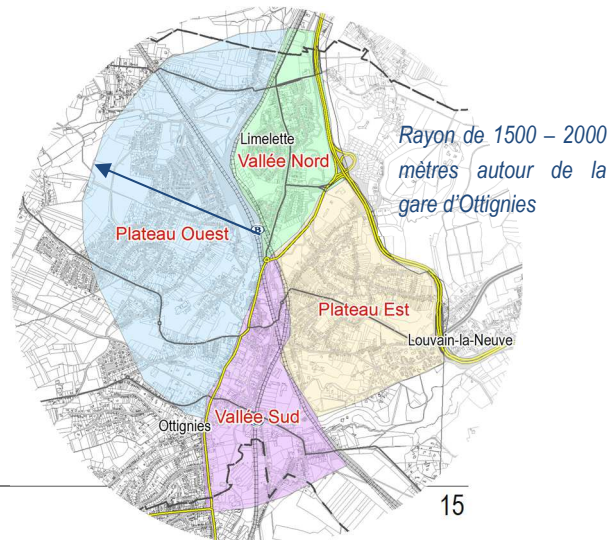 Limelette
Vallée Nord
Rayon de 1500 – 2000
mètres autour de la
gare d'Ottignies
B
Plateau Ouest
Plateau Est
Louvain-la-Neuve
Vallée Sud
Ottignies
15